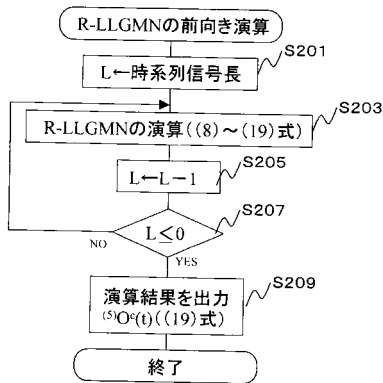 R-LLGMNの前向き演算
S201
L←時系列信号長
S203
R-LLGMNの演算((8)～(19)式)
S205
L←L－1
S207
L≤0
NO
YES
S209
演算結果を出力
⁽⁵⁾Oᶜ(t)((19)式)
終了